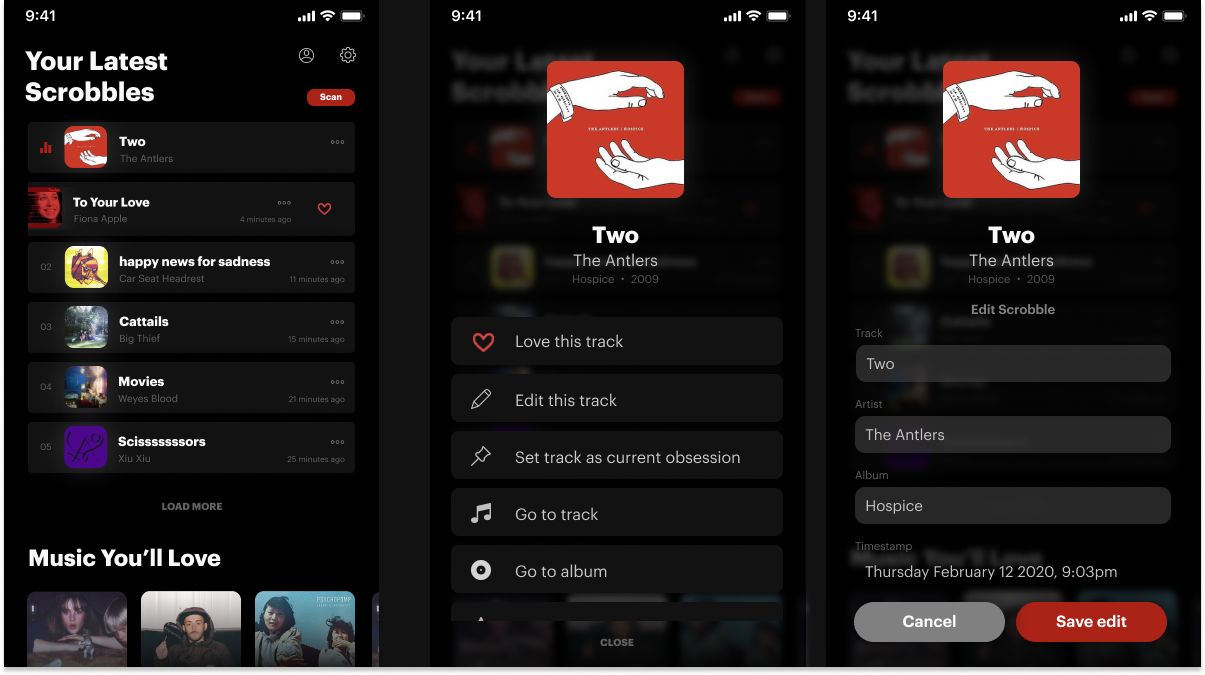 9:41
Your Latest
Scrobbles
Scan
Two
The Antlers
To Your Love
Fiona Apple
4 minutes ago
02
happy news for sadness
Car Seat Headrest
11 minutes ago
03
Cattails
Big Thief
15 minutes ago
04
Movies
Weyes Blood
21 minutes ago
05
Scisssssssors
Xiu Xiu
25 minutes ago
LOAD MORE
Music You’ll Love
9:41
THE ANTLERS | HOSPICE
Two
The Antlers
Hospice • 2009
Love this track
Edit this track
Set track as current obsession
Go to track
Go to album
CLOSE
9:41
THE ANTLERS | HOSPICE
Two
The Antlers
Hospice • 2009
Edit Scrobble
Track
Two
Artist
The Antlers
Album
Hospice
Timestamp
Thursday February 12 2020, 9:03pm
Cancel
Save edit